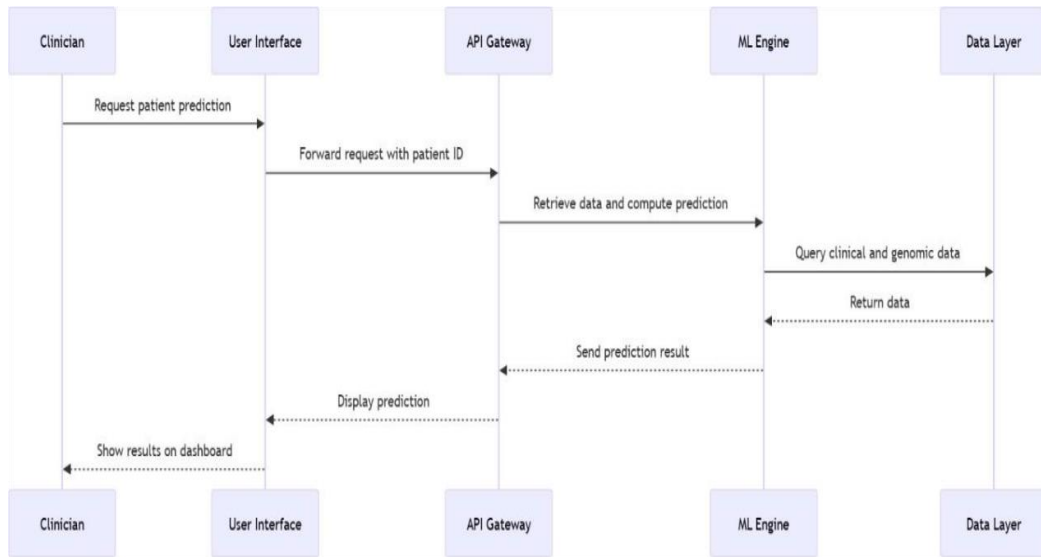 Clinician
User Interface
API Gateway
ML Engine
Data Layer
Request patient prediction
Forward request with patient ID
Retrieve data and compute prediction
Query clinical and genomic data
Return data
Send prediction result
Display prediction
Show results on dashboard
Clinician
User Interface
API Gateway
ML Engine
Data Layer